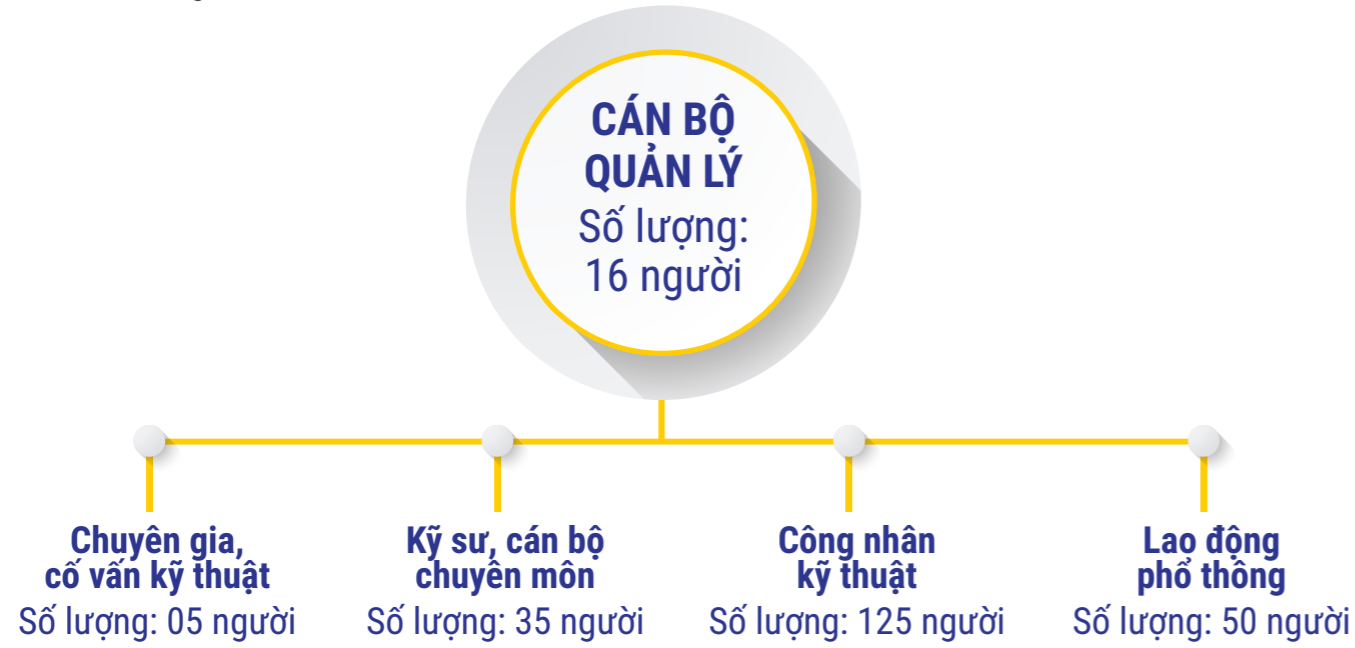 CÁN BỘ
QUẢN LÝ
Số lượng:
16 người
Chuyên gia,
cố vấn kỹ thuật
Số lượng: 05 người
Kỹ sư, cán bộ
chuyên môn
Số lượng: 35 người
Công nhân
kỹ thuật
Số lượng: 125 người
Lao động
phổ thông
Số lượng: 50 người